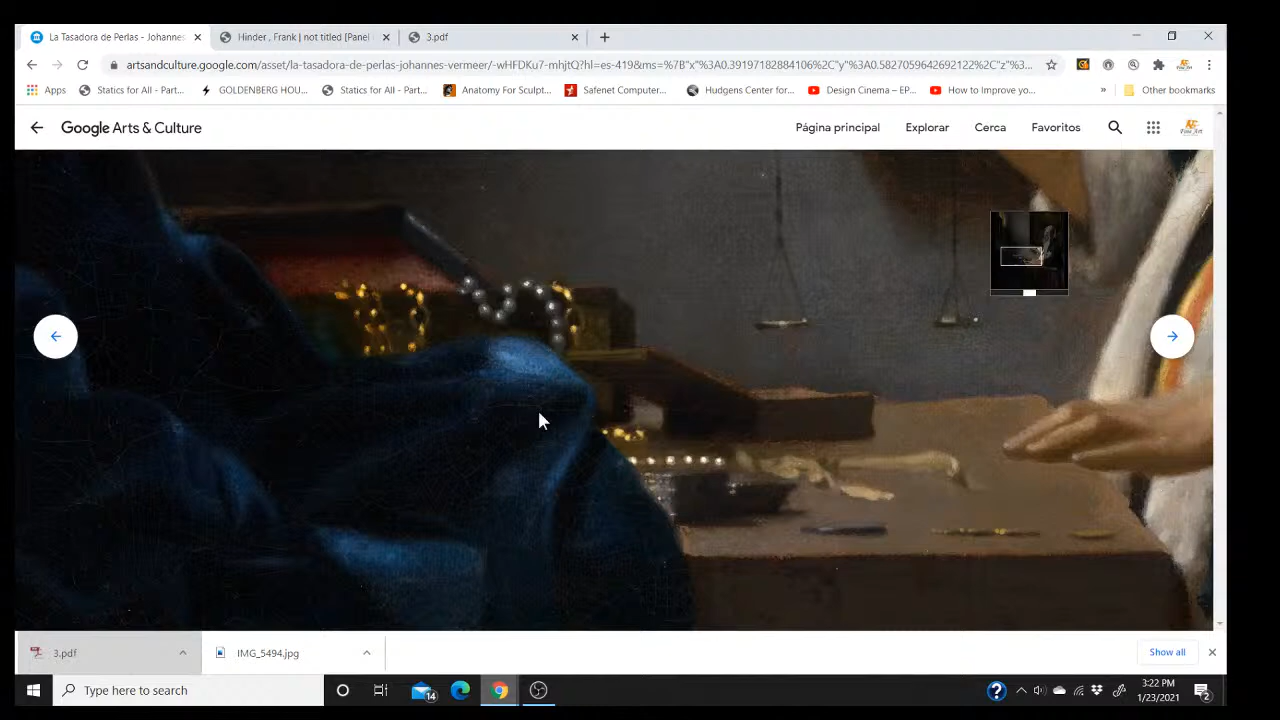 La Tasadora de Perlas - Johannes
Hinder , Frank | not titled [Panel
3.pdf
artsandculture.google.com/asset/la-tasadora-de-perlas-johannes-vermeer/-wHFDKu7-mhjtQ?hl=es-419&ms=%7B"x"%3A0.39197182884106%2C"y"%3A0.5827059642692122%2C"z"%3...
Apps
Statics for All - Part...
GOLDENBERG HOU...
Statics for All - Part...
Anatomy For Sculpt...
Safenet Computer...
Hudgens Center for...
Design Cinema – EP...
How to Improve yo...
»
Other bookmarks
Google Arts & Culture
Página principal
Explorar
Cerca
Favoritos
3.pdf
IMG_5494.jpg
Show all
Type here to search
14
3:22 PM
1/23/2021
2